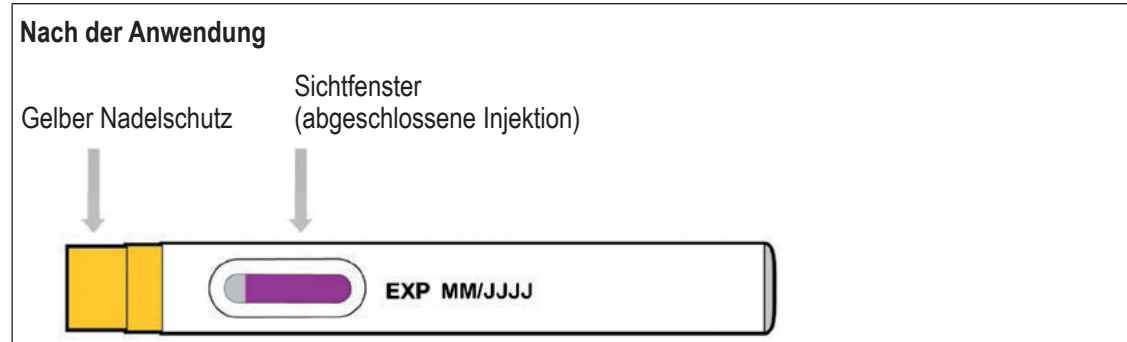 Nach der Anwendung
Gelber Nadelschutz
Sichtfenster
(abgeschlossene Injektion)
EXP MM/JJJJ